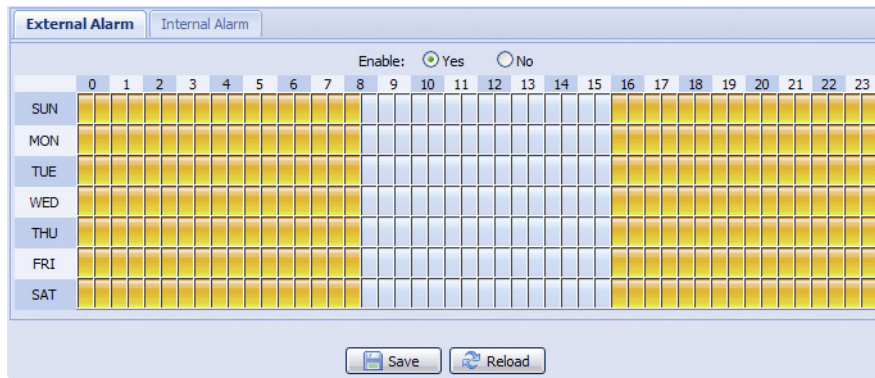 External Alarm Internal Alarm
Enable: Yes No
0 1 2 3 4 5 6 7 8 9 10 11 12 13 14 15 16 17 18 19 20 21 22 23
SUN
MON
TUE
WED
THU
FRI
SAT
Save Reload